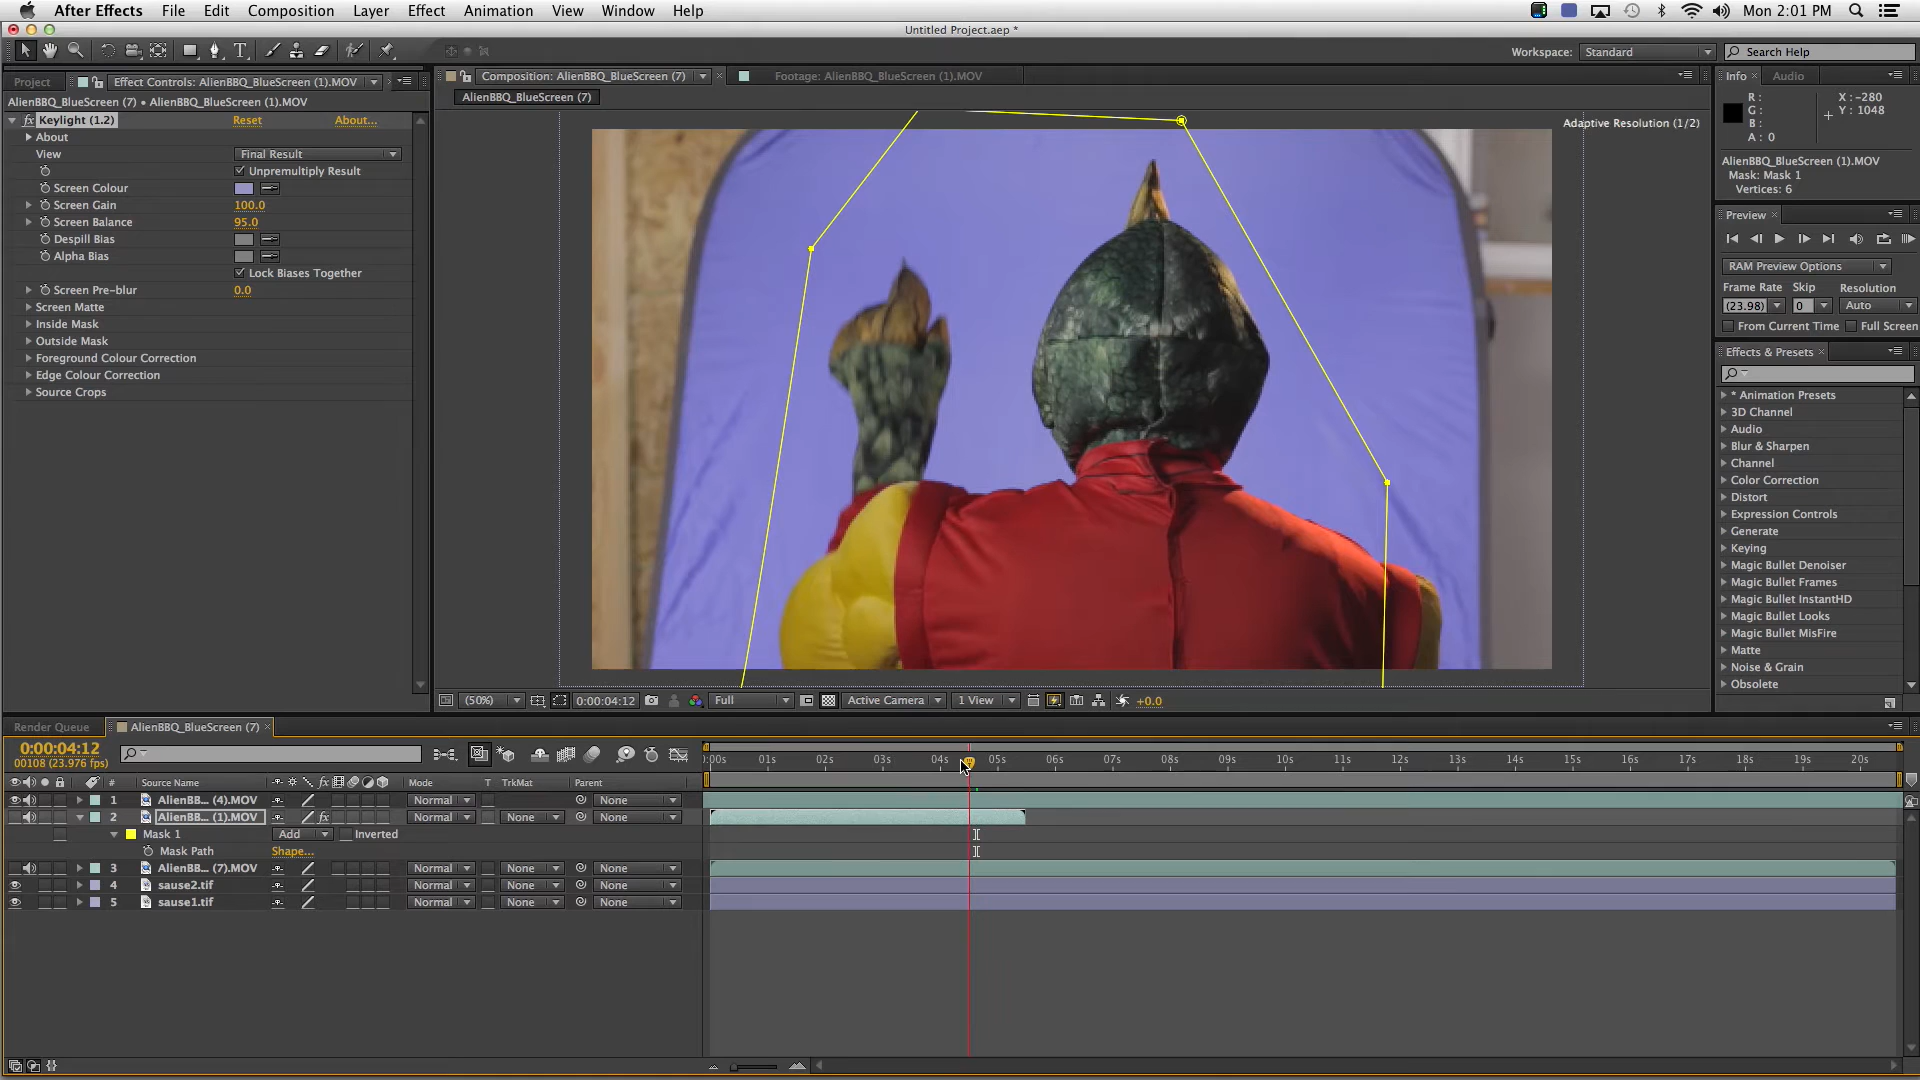 After Effects File Edit Composition Layer Effect Animation View Window Help Mon 2:01 PM
Untitled Project.aep *
Workspace: Standard Search Help
Project Effect Controls: AlienBBQ_BlueScreen (1).MOV
Composition: AlienBBQ_BlueScreen (7) Footage: AlienBBQ_BlueScreen (1).MOV
Info Audio
AlienBBQ_BlueScreen (7) • AlienBBQ_BlueScreen (1).MOV
AlienBBQ_BlueScreen (7)
R : X : -280
G : Y : 1048
B :
A : 0
Keylight (1.2) Reset About...
About
View Final Result
Unpremultiply Result
Screen Colour
Screen Gain 100.0
Screen Balance 95.0
Despill Bias
Alpha Bias
Lock Biases Together
Screen Pre-blur 0.0
Screen Matte
Inside Mask
Outside Mask
Foreground Colour Correction
Edge Colour Correction
Source Crops
Adaptive Resolution (1/2)
AlienBBQ_BlueScreen (1).MOV
Mask: Mask 1
Vertices: 6
Preview
RAM Preview Options
Frame Rate Skip Resolution
(23.98) 0 Auto
From Current Time Full Screen
Effects & Presets
* Animation Presets
3D Channel
Audio
Blur & Sharpen
Channel
Color Correction
Distort
Expression Controls
Generate
Keying
Magic Bullet Denoiser
Magic Bullet Frames
Magic Bullet InstantHD
Magic Bullet Looks
Magic Bullet MisFire
Matte
Noise & Grain
Obsolete
(50%) 0:00:04:12 Full Active Camera 1 View +0.0
Render Queue AlienBBQ_BlueScreen (7)
0:00:04:12
00108 (23.976 fps)
:00s 01s 02s 03s 04s 05s 06s 07s 08s 09s 10s 11s 12s 13s 14s 15s 16s 17s 18s 19s 20s
# Source Name Mode T TrkMat Parent
1 AlienBB... (4).MOV Normal None
2 AlienBB... (1).MOV fx Normal None None
Mask 1 Add Inverted
Mask Path Shape...
3 AlienBB... (7).MOV Normal None None
4 sause2.tif Normal None None
5 sause1.tif Normal None None